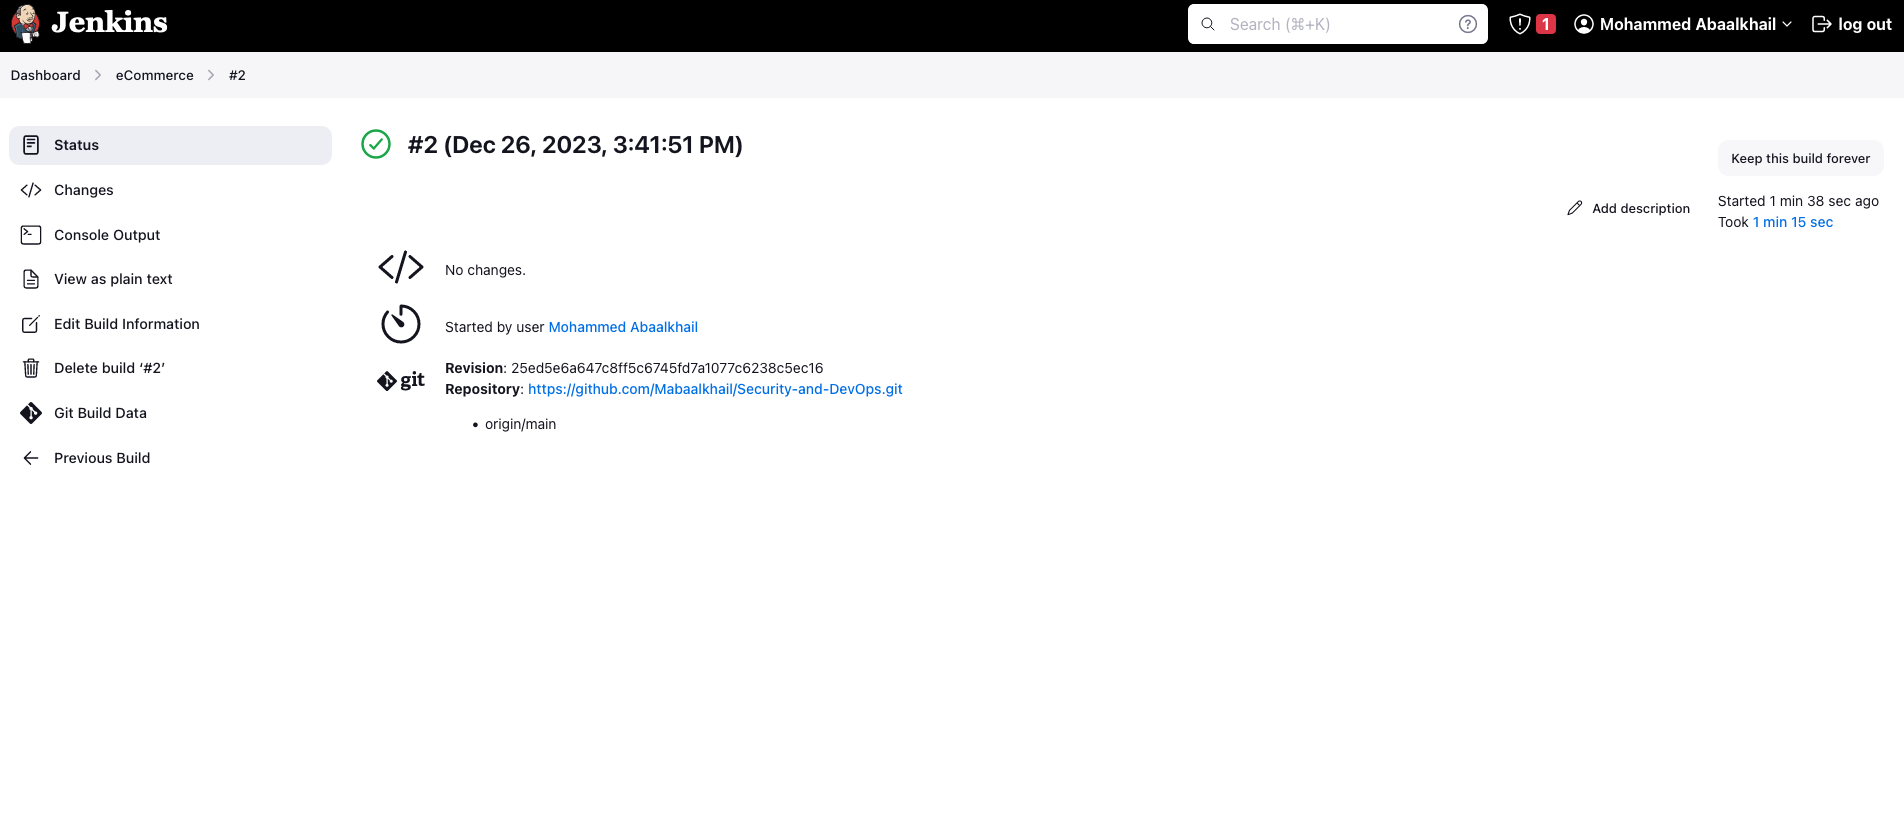 Jenkins
Search (⌘+K)
1
Mohammed Abaalkhail
log out
Dashboard
eCommerce
#2
Status
Changes
Console Output
View as plain text
Edit Build Information
Delete build ‘#2’
Git Build Data
Previous Build
#2 (Dec 26, 2023, 3:41:51 PM)
Keep this build forever
Add description
Started 1 min 38 sec ago
Took 1 min 15 sec
No changes.
Started by user Mohammed Abaalkhail
git
Revision: 25ed5e6a647c8ff5c6745fd7a1077c6238c5ec16
Repository: https://github.com/Mabaalkhail/Security-and-DevOps.git
• origin/main